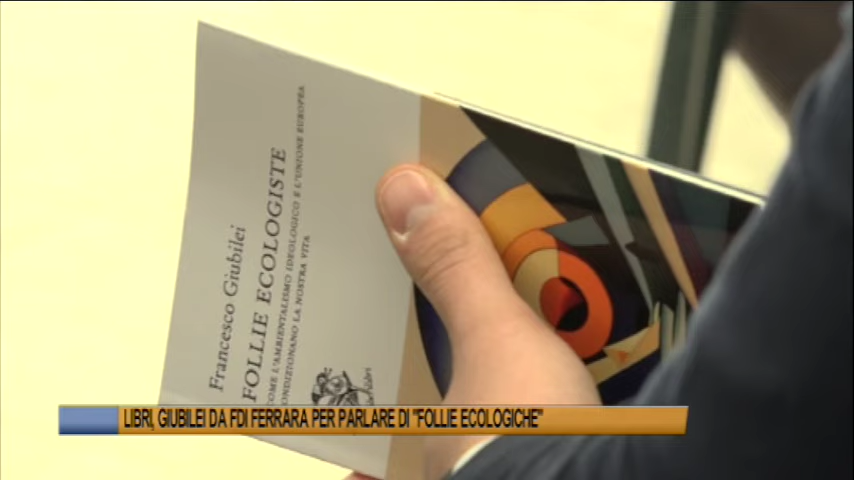 Francesco Giubilei
FOLLIE ECOLOGISTE
COME L'AMBIENTALISMO IDEOLOGICO E L'UNIONE EUROPEA
CONDIZIONANO LA NOSTRA VITA
LIBRI, GIUBILEI DA FDI FERRARA PER PARLARE DI "FOLLIE ECOLOGICHE"